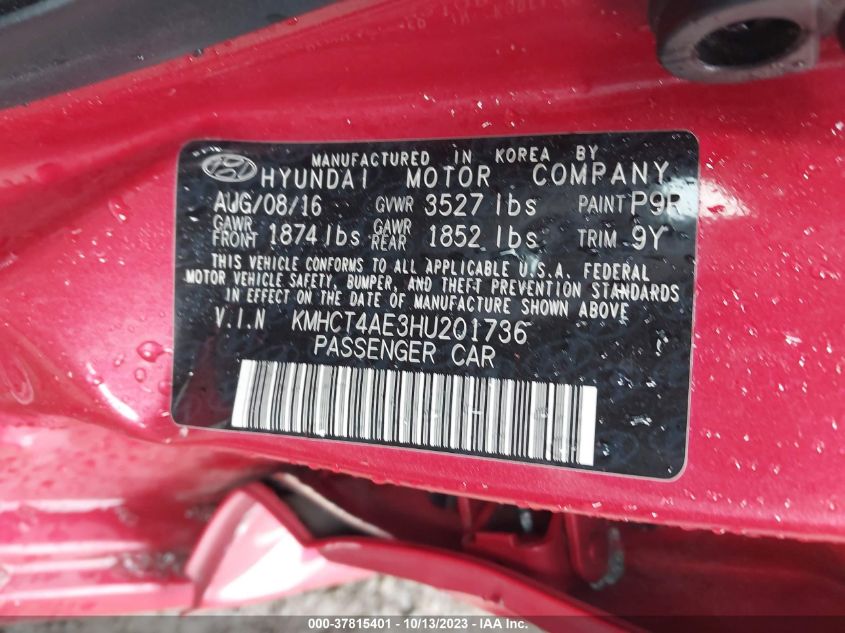 MANUFACTURED IN KOREA BY
HYUNDAI MOTOR COMPANY
AUG/08/16 GVWR 3527 lbs PAINT P9R
GAWR FRONT 1874 lbs GAWR REAR 1852 lbs TRIM 9Y
THIS VEHICLE CONFORMS TO ALL APPLICABLE U.S.A. FEDERAL
MOTOR VEHICLE SAFETY, BUMPER, AND THEFT PREVENTION STANDARDS
IN EFFECT ON THE DATE OF MANUFACTURE SHOWN ABOVE
V.I.N KMHCT4AE3HU201736
PASSENGER CAR
000-37815401 - 10/13/2023 - IAA Inc.